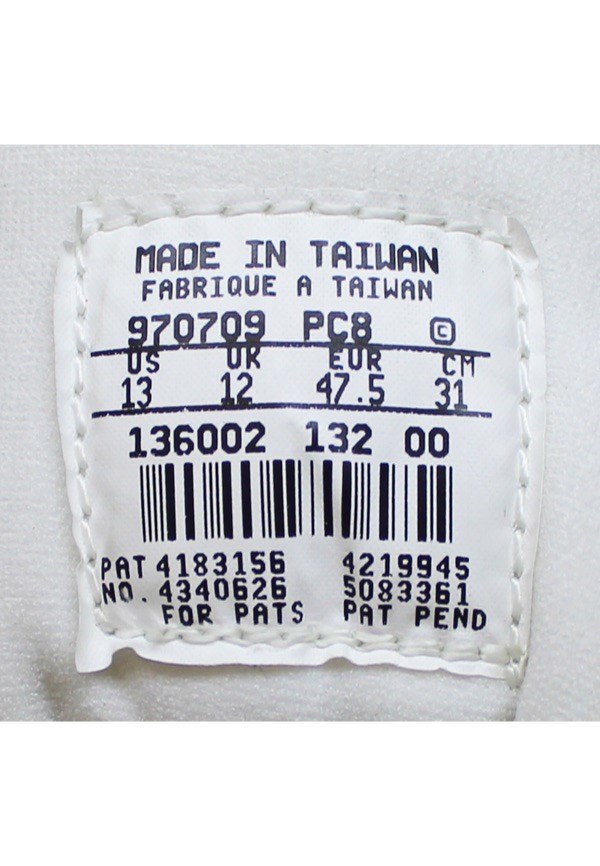 MADE IN TAIWAN
FABRIQUE A TAIWAN
970709 PC8 C
US UK EUR CM
13 12 47.5 31
136002 132 00
PAT 4183156 4219945
NO. 4340626 5083361
FOR PATS PAT PEND